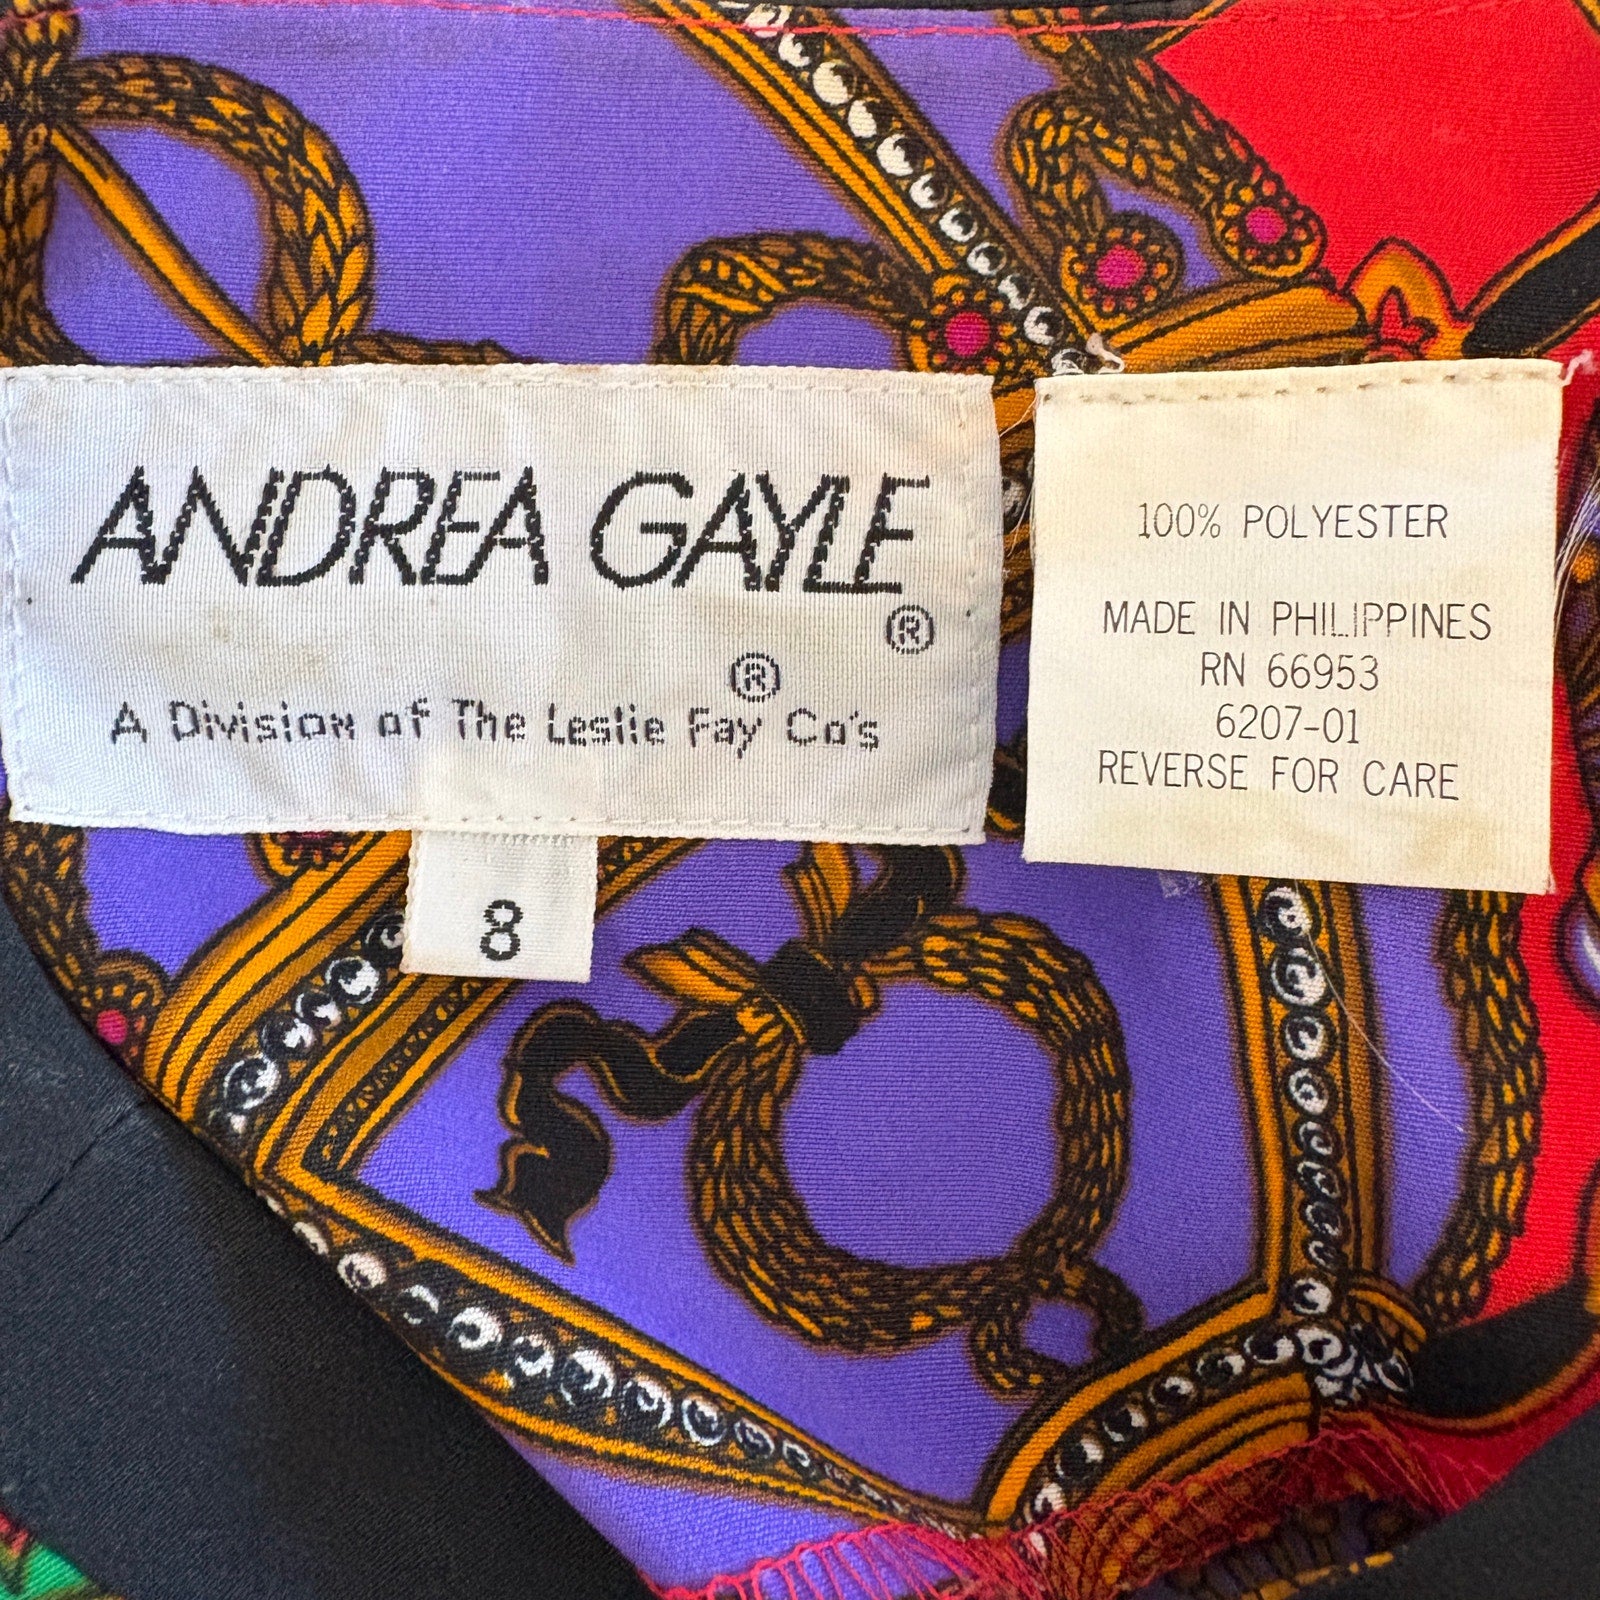 ANDREA GAYLE
®
A Division of The Leslie Fay® Co's
8
100% POLYESTER
MADE IN PHILIPPINES
RN 66953
6207-01
REVERSE FOR CARE